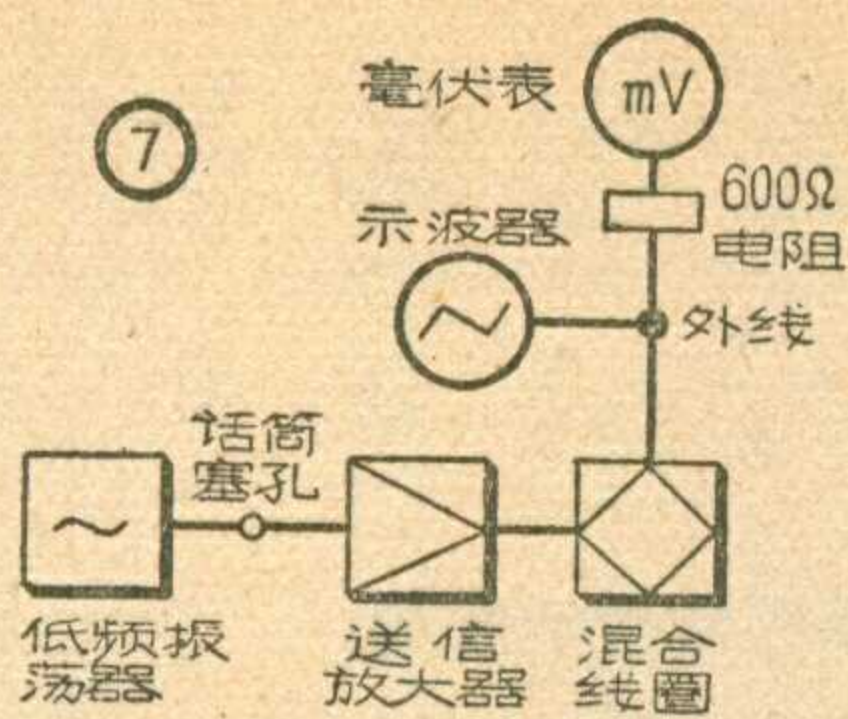 毫伏表
mV
⑦
600Ω
电阻
示波器
外线
话筒
塞孔
低频振
荡器
送信
放大器
混合
线圈